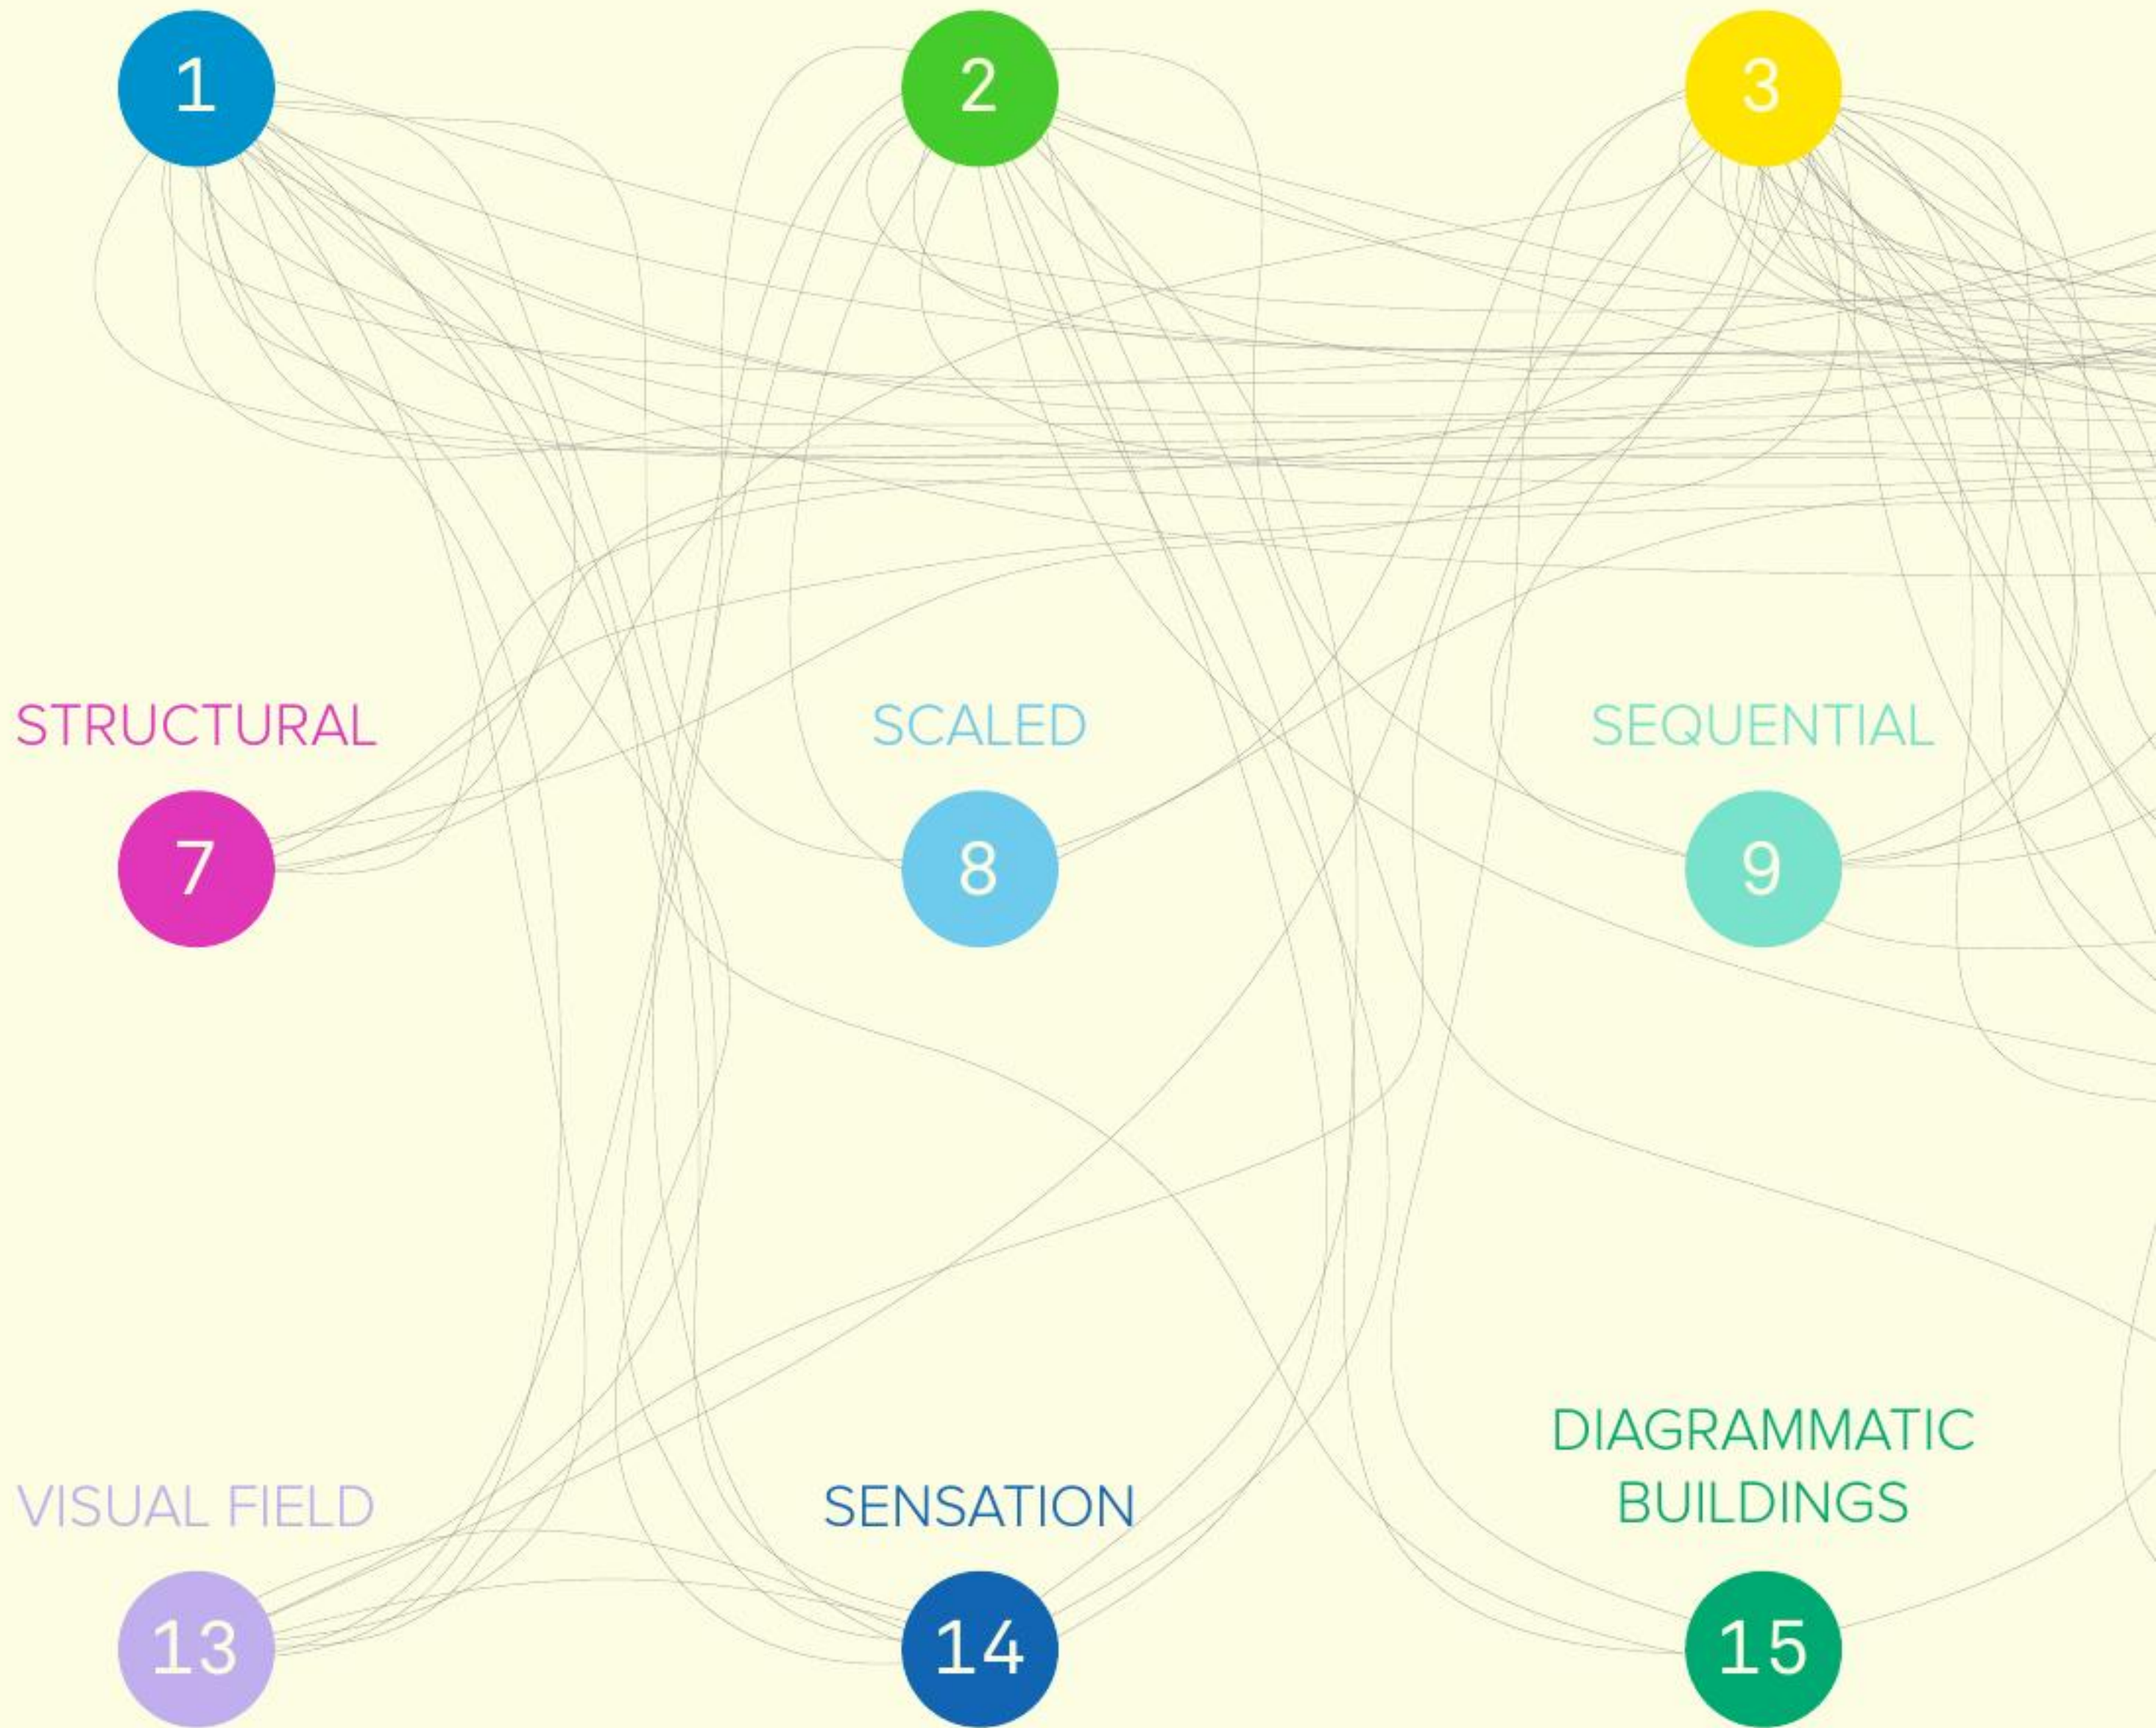 1
2
3
STRUCTURAL
SCALED
SEQUENTIAL
7
8
9
VISUAL FIELD
SENSATION
DIAGRAMMATIC
BUILDINGS
13
14
15